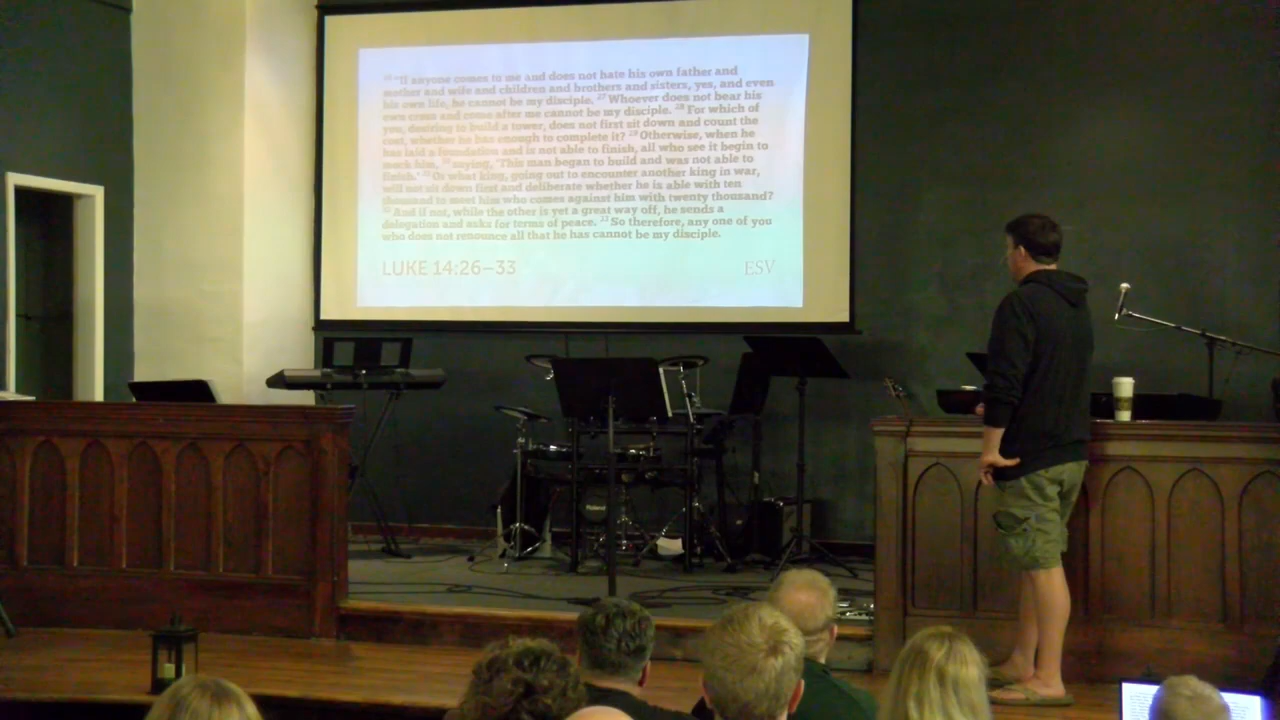 26 "If anyone comes to me and does not hate his own father and
mother and wife and children and brothers and sisters, yes, and even
his own life, he cannot be my disciple. 27 Whoever does not bear his
own cross and come after me cannot be my disciple. 28 For which of
you, desiring to build a tower, does not first sit down and count the
cost, whether he has enough to complete it? 29 Otherwise, when he
has laid a foundation and is not able to finish, all who see it begin to
mock him, 30 saying, 'This man began to build and was not able to
finish.' 31 Or what king, going out to encounter another king in war,
will not sit down first and deliberate whether he is able with ten
thousand to meet him who comes against him with twenty thousand?
32 And if not, while the other is yet a great way off, he sends a
delegation and asks for terms of peace. 33 So therefore, any one of you
who does not renounce all that he has cannot be my disciple.
LUKE 14:26–33 ESV
Roland